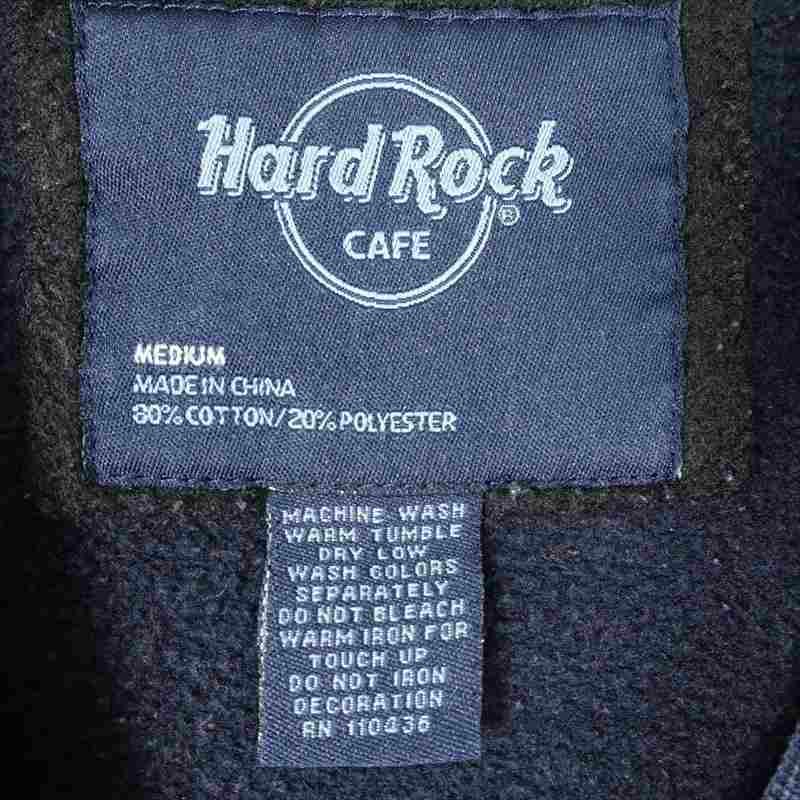 Hard Rock
®
CAFE
MEDIUM
MADE IN CHINA
80% COTTON/20% POLYESTER
MACHINE WASH
WARM TUMBLE
DRY LOW
WASH COLORS
SEPARATELY
DO NOT BLEACH
WARM IRON FOR
TOUCH UP
DO NOT IRON
DECORATION
RN 110436